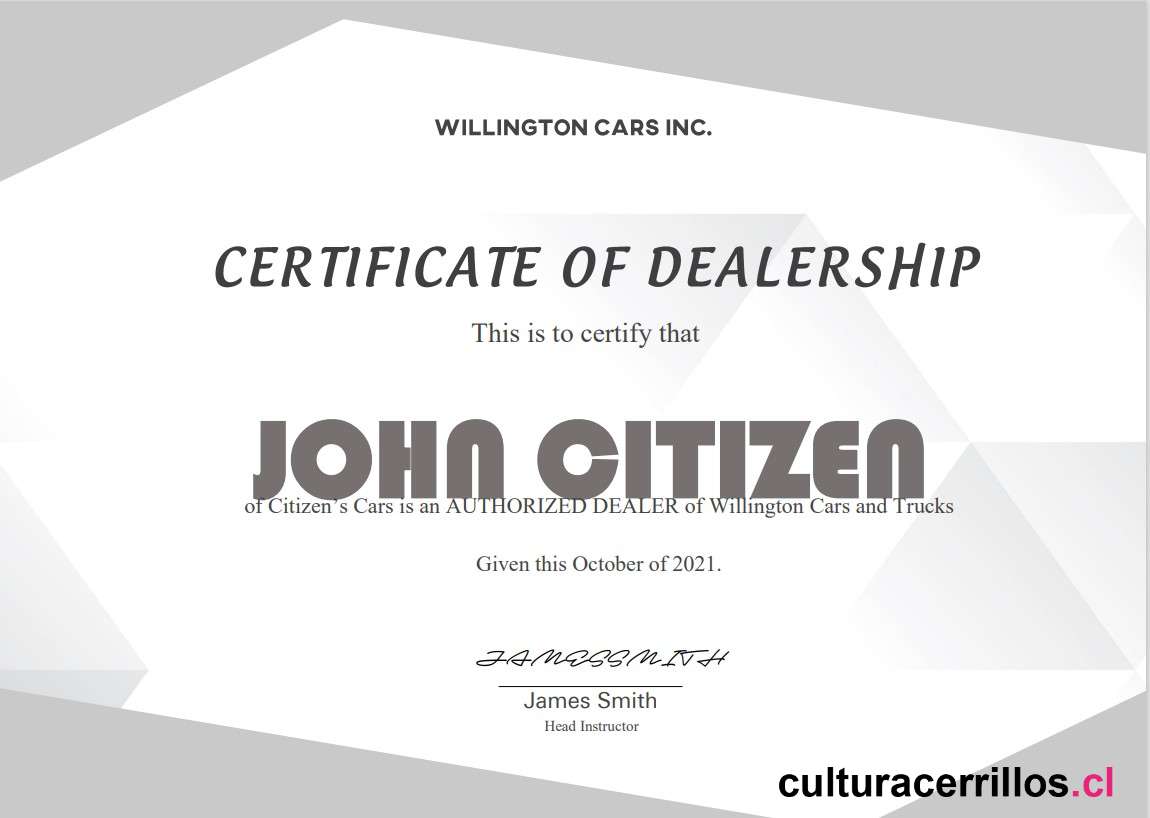 WILLINGTON CARS INC.
CERTIFICATE OF DEALERSHIP
This is to certify that
JOHN CITIZEN
of Citizen’s Cars is an AUTHORIZED DEALER of Willington Cars and Trucks
Given this October of 2021.
JAMESSMITH
James Smith
Head Instructor
culturacerrillos.cl